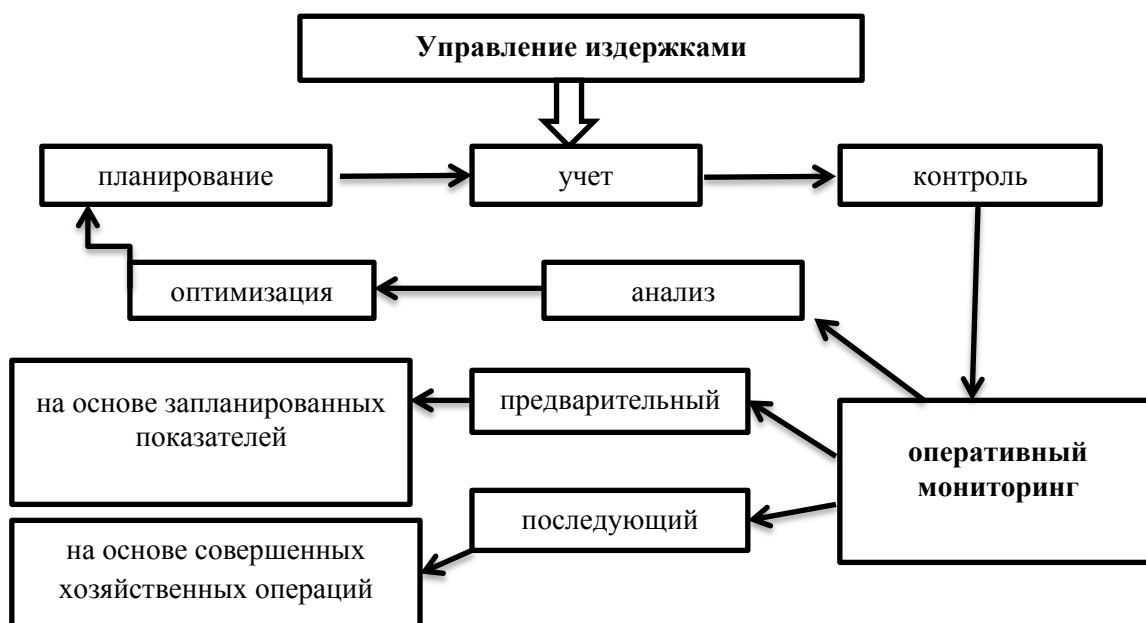 Управление издержками
планирование
учет
контроль
оптимизация
анализ
на основе запланированных
показателей
предварительный
оперативный
мониторинг
последующий
на основе совершенных
хозяйственных операций